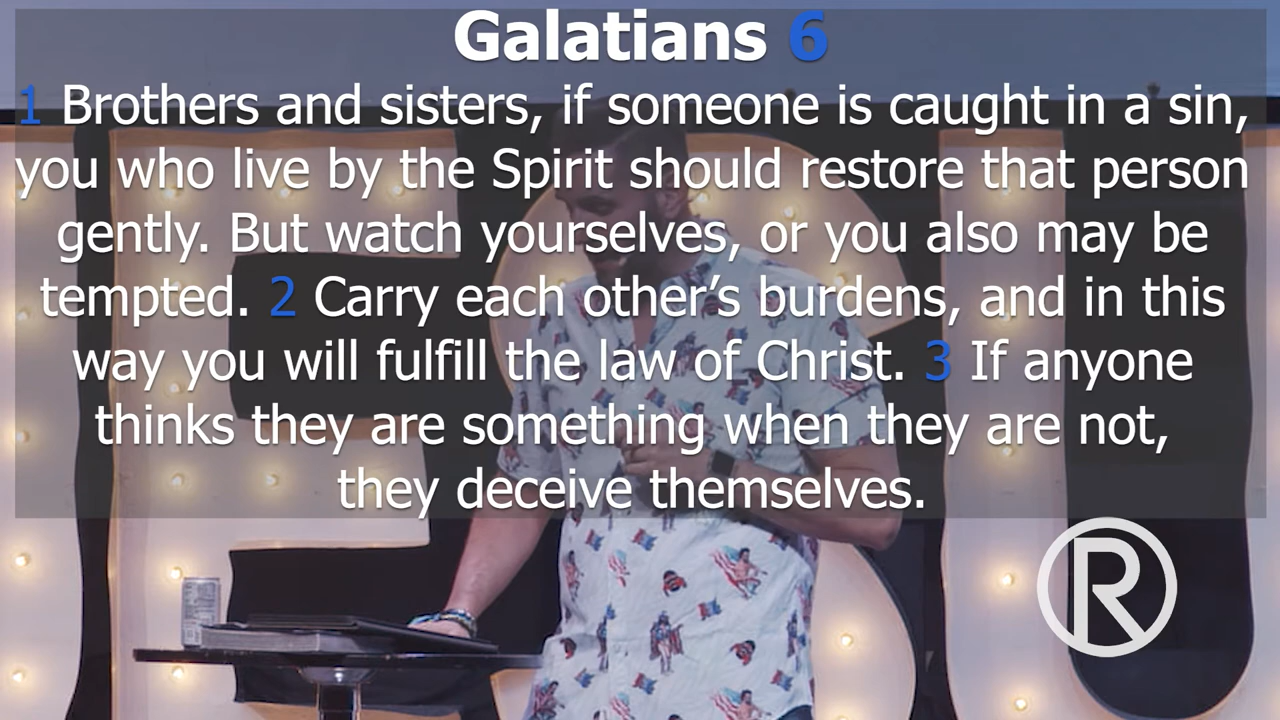 Galatians 6
1 Brothers and sisters, if someone is caught in a sin,
you who live by the Spirit should restore that person
gently. But watch yourselves, or you also may be
tempted. 2 Carry each other’s burdens, and in this
way you will fulfill the law of Christ. 3 If anyone
thinks they are something when they are not,
they deceive themselves.
R